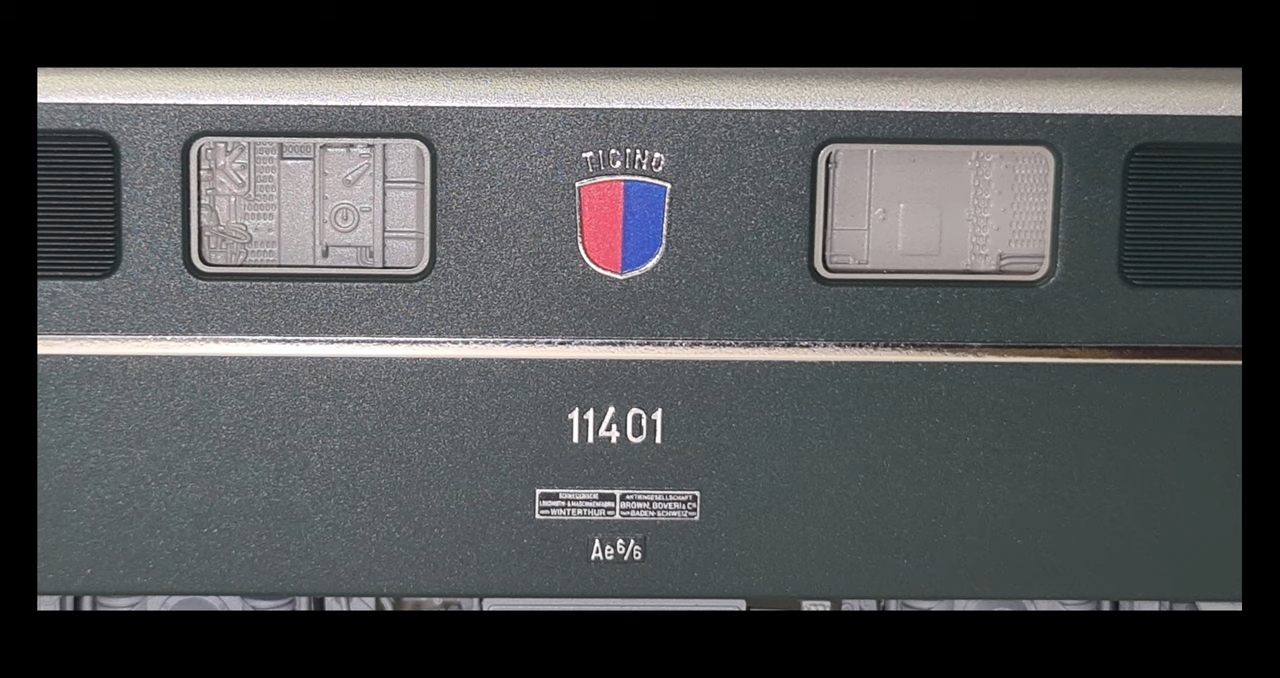 TICINO
11401
SCHWEIZERISCHE
LOKOMOTIV-&MASCHINENFABRIK
WINTERTHUR
AKTIENGESELLSCHAFT
BROWN, BOVERI & Cie
BADEN-SCHWEIZ
Ae 6/6